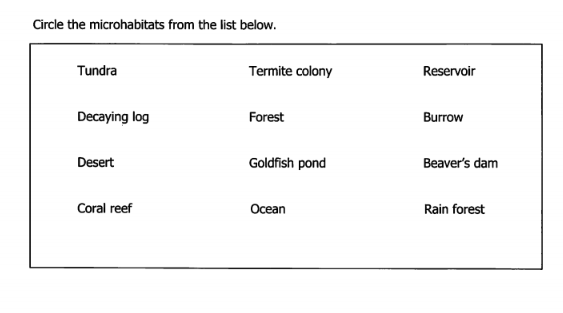 Circle the microhabitats from the list below.
Tundra Termite colony Reservoir
Decaying log Forest Burrow
Desert Goldfish pond Beaver's dam
Coral reef Ocean Rain forest